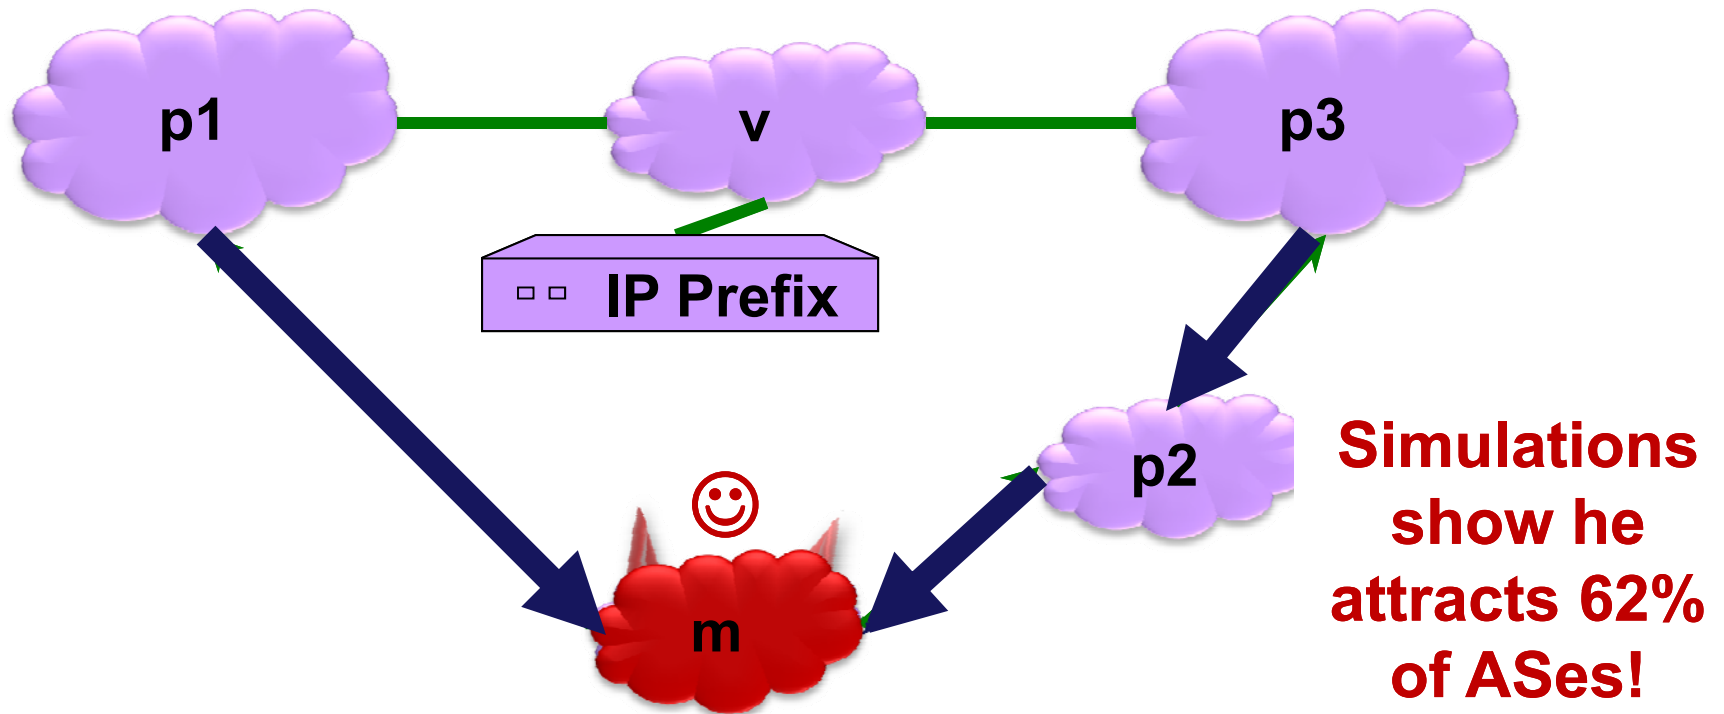 p1
v
p3
IP Prefix
p2
m
Simulations
show he
attracts 62%
of ASes!